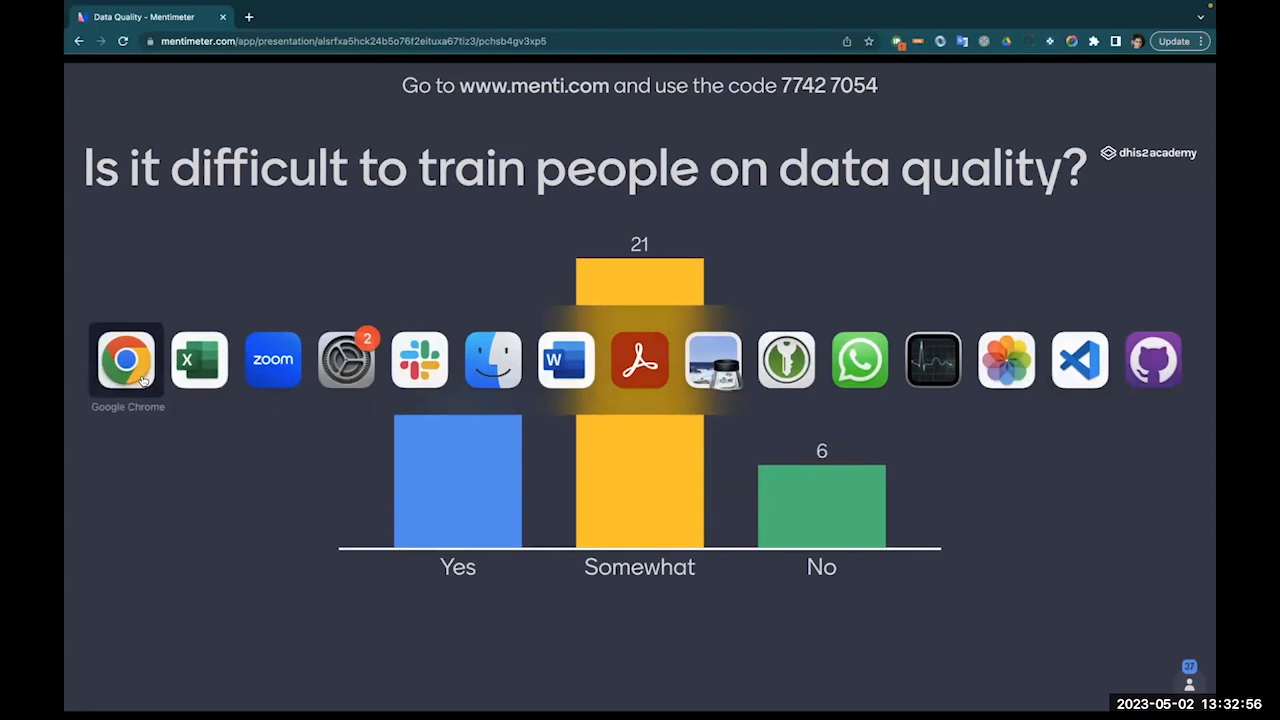 Data Quality - Mentimeter
mentimeter.com/app/presentation/alsrfxa5hck24b5o76f2eituxa67tiz3/pchsb4gv3xp5
Update
Go to www.menti.com and use the code 7742 7054
Is it difficult to train people on data quality?
dhis2 academy
21
2
X
zoom
W
Google Chrome
6
Yes
Somewhat
No
37
2023-05-02 13:32:56